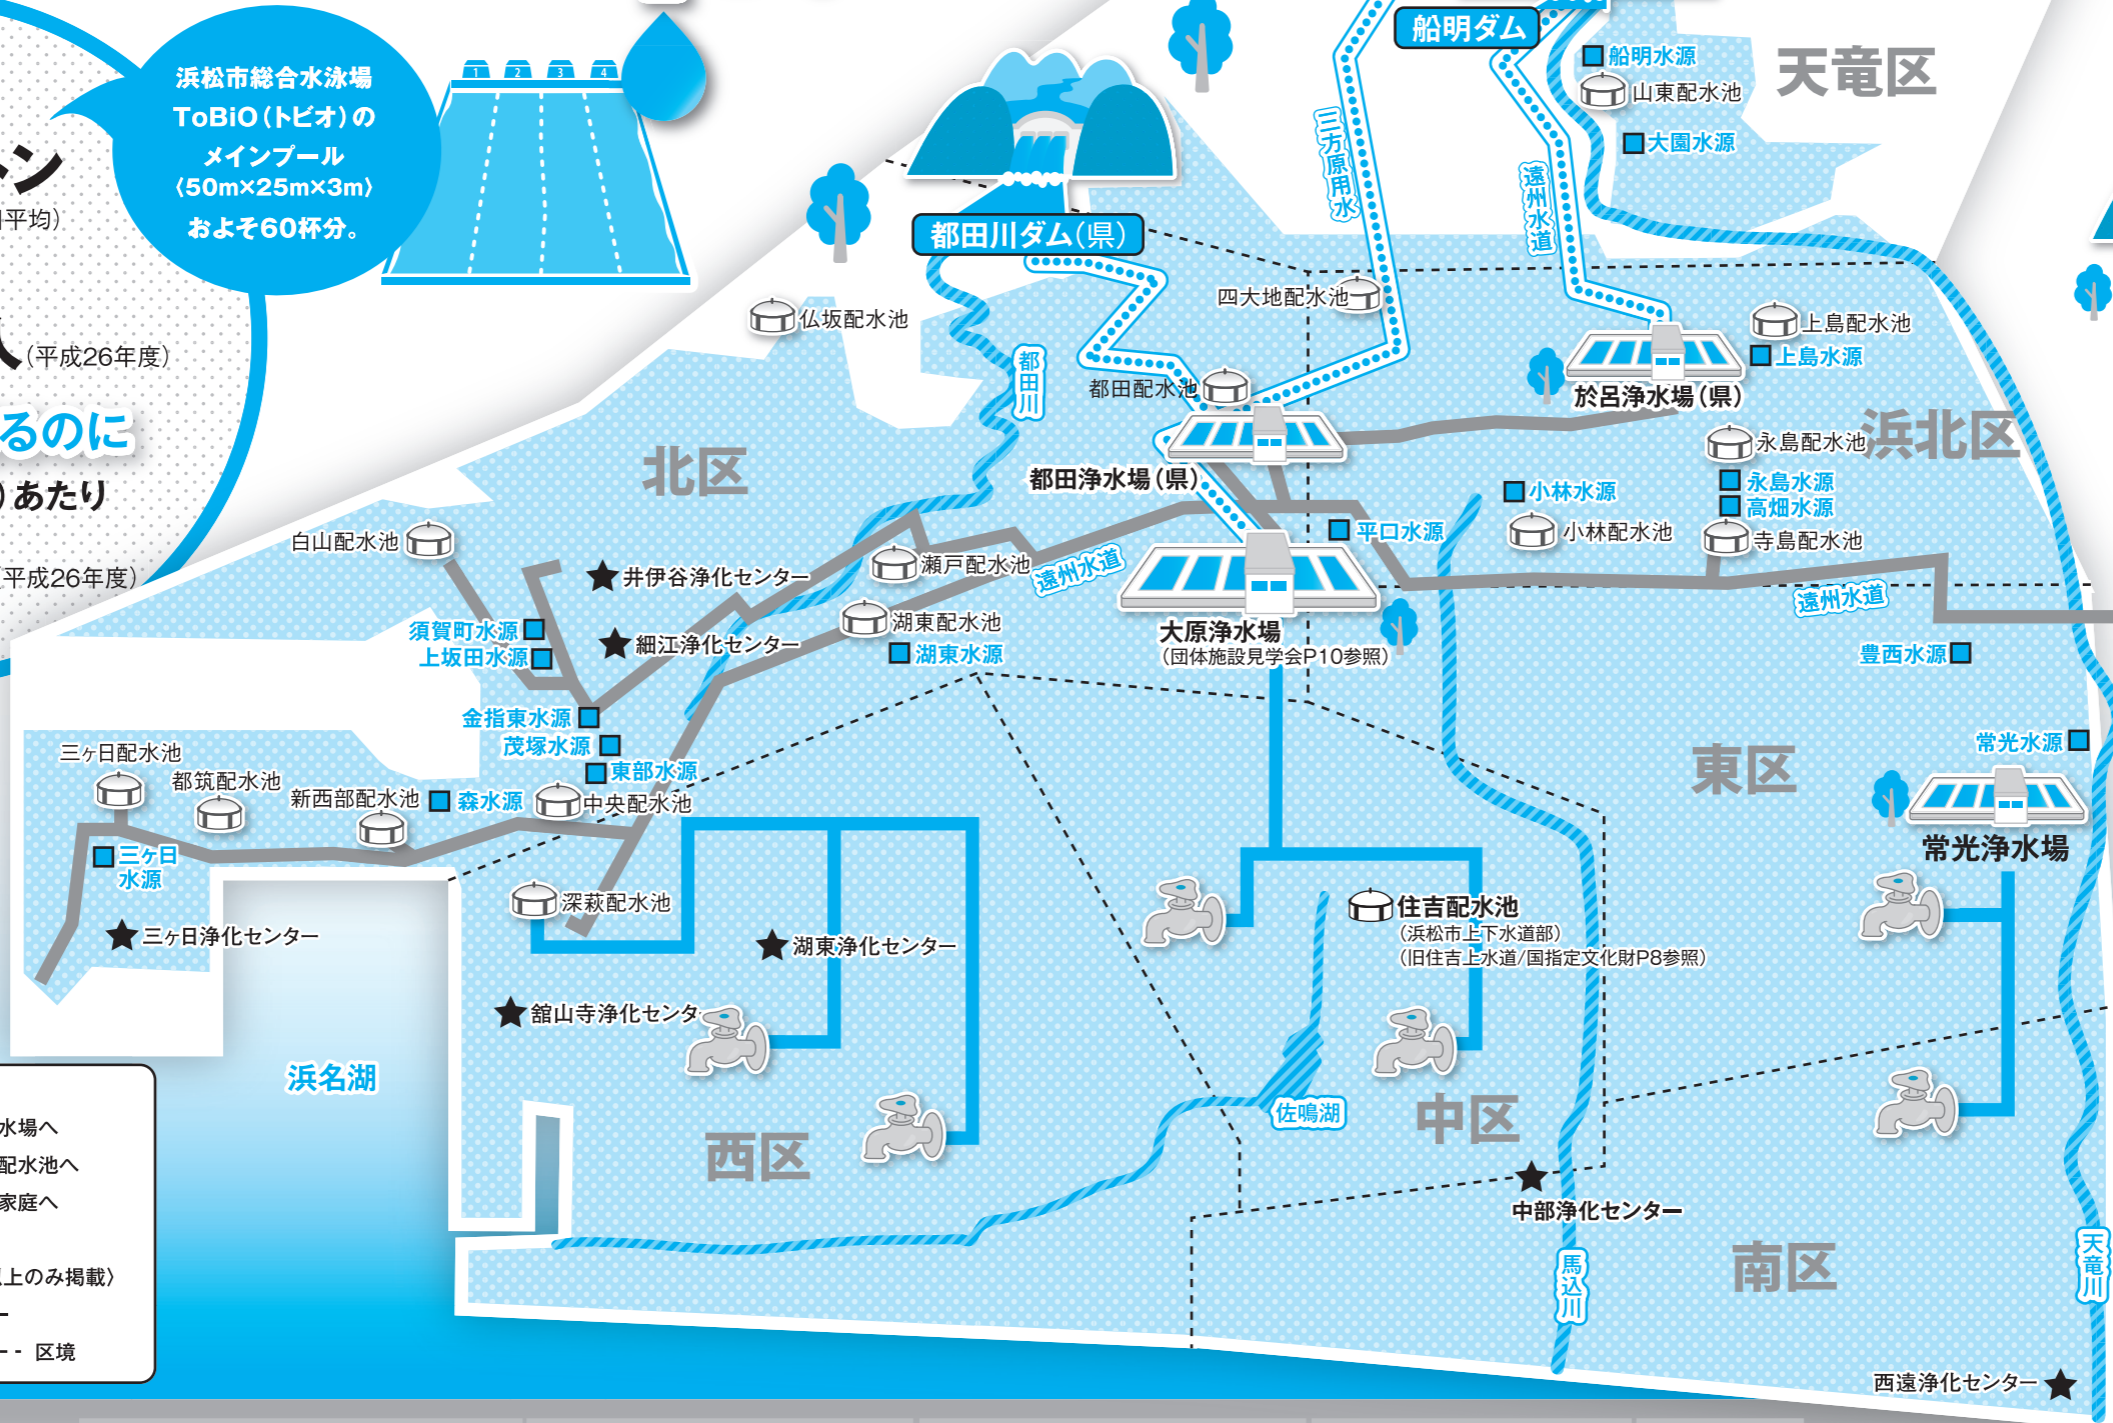 浜松市総合水泳場
ToBiO(トビオ)の
メインプール
〈50m×25m×3m〉
およそ60杯分。
1 2 3 4
平均)
(平成26年度)
るのに
)あたり
平成26年度)
船明ダム
船明水源
山東配水池
大園水源
天竜区
三方原用水
遠州水道
都田川ダム(県)
仏坂配水池
四大地配水池
都田川
都田配水池
上島配水池
上島水源
於呂浄水場(県)
浜北区
永島配水池
永島水源
高畑水源
寺島配水池
北区
都田浄水場(県)
小林水源
小林配水池
平口水源
白山配水池
井伊谷浄化センター
瀬戸配水池
遠州水道
遠州水道
須賀町水源
上坂田水源
細江浄化センター
湖東配水池
湖東水源
大原浄水場
(団体施設見学会P10参照)
豊西水源
金指東水源
茂塚水源
東部水源
中央配水池
三ヶ日配水池
都筑配水池
新西部配水池
森水源
三ヶ日
水源
東区
常光水源
常光浄水場
深萩配水池
三ヶ日浄化センター
湖東浄化センター
舘山寺浄化センタ
住吉配水池
(浜松市上下水道部)
(旧住吉上水道/国指定文化財P8参照)
浜名湖
佐鳴湖
中区
西区
中部浄化センター
馬込川
南区
天竜川
西遠浄化センター
水場へ
配水池へ
家庭へ
上のみ掲載〉
ー
区境